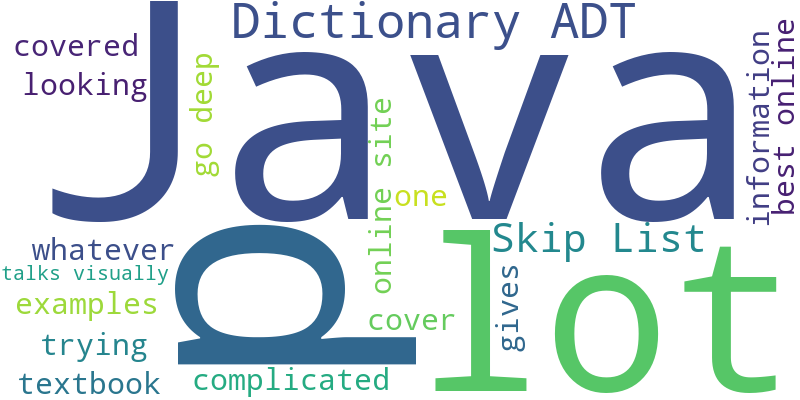 Java
Dictionary ADT
covered
looking
go deep
online site
one
information
best online
whatever
talks visually
examples
trying
textbook
p
complicated
cover
lot
Skip List
gives